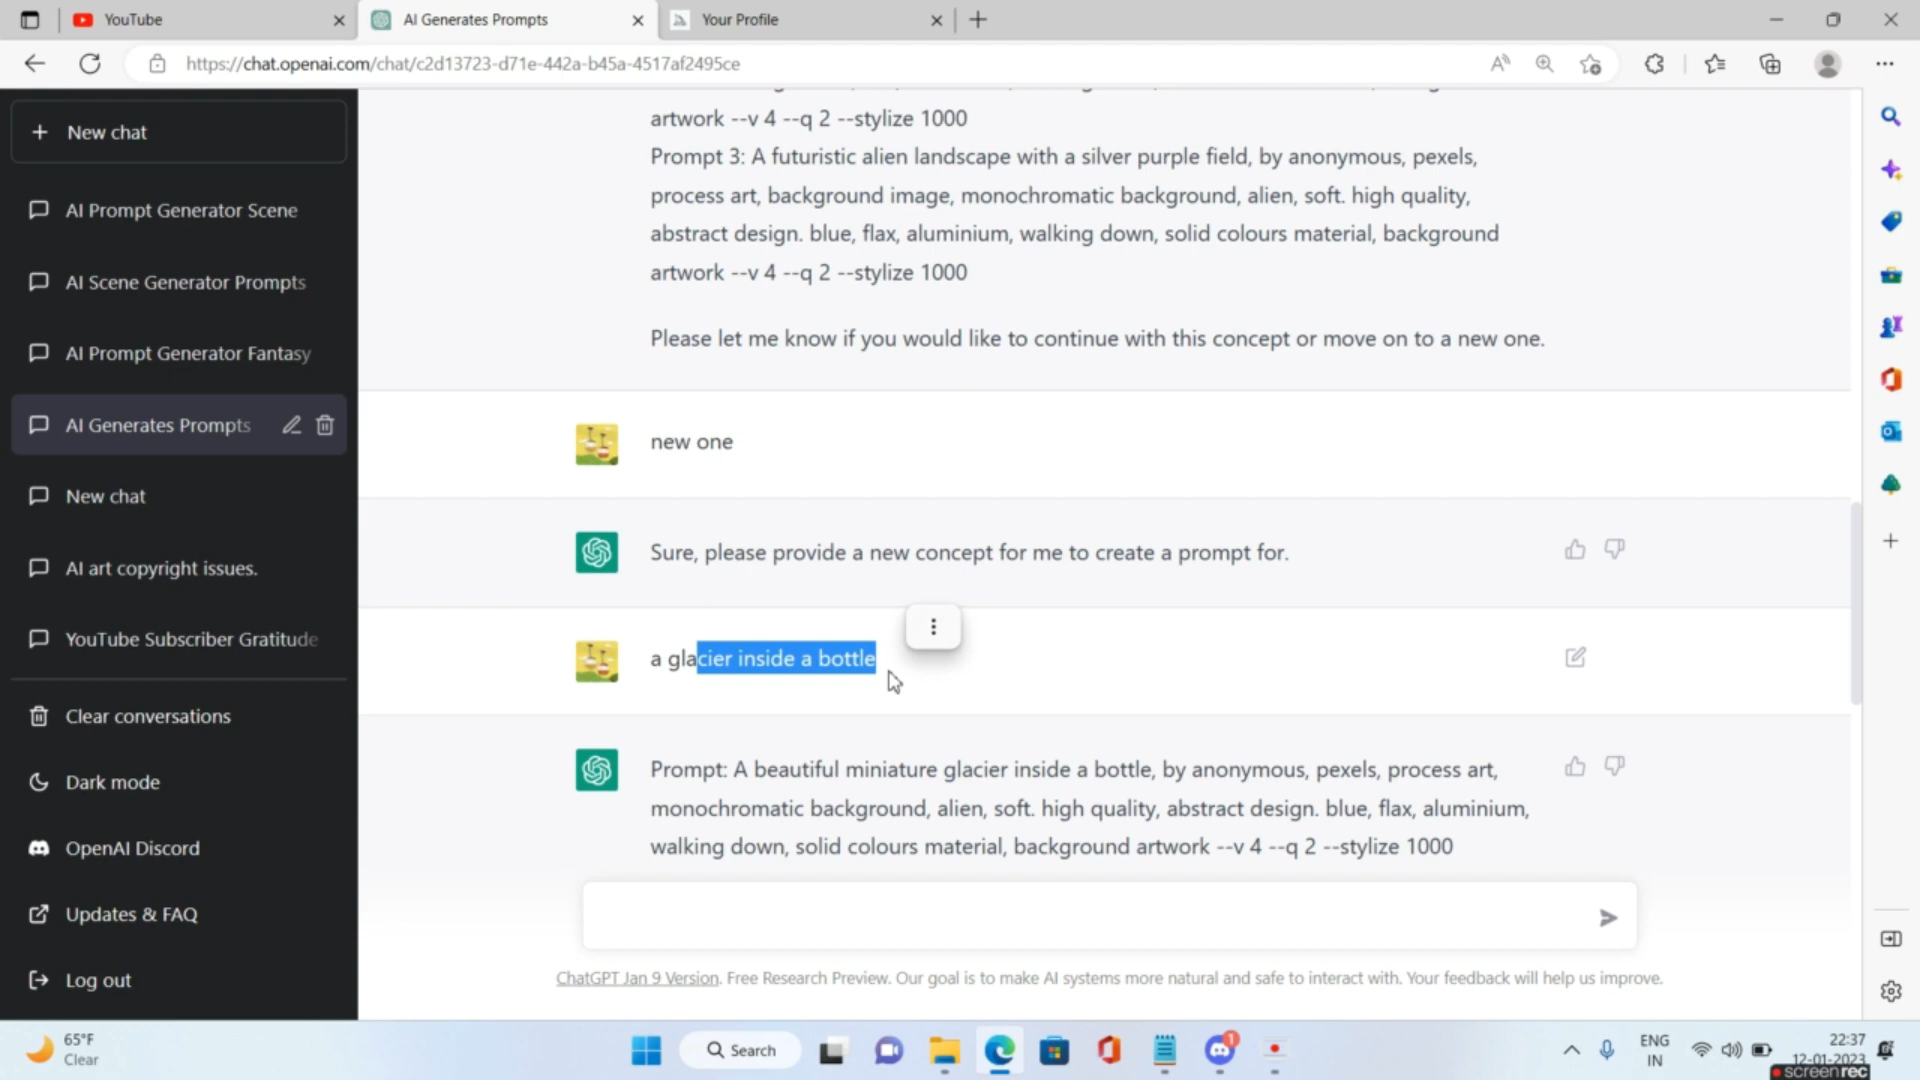 YouTube
AI Generates Prompts
Your Profile
https://chat.openai.com/chat/c2d13723-d71e-442a-b45a-4517af2495ce
New chat
AI Prompt Generator Scene
AI Scene Generator Prompts
AI Prompt Generator Fantasy
AI Generates Prompts
New chat
AI art copyright issues.
YouTube Subscriber Gratitude
Clear conversations
Dark mode
OpenAI Discord
Updates & FAQ
Log out
artwork --v 4 --q 2 --stylize 1000
Prompt 3: A futuristic alien landscape with a silver purple field, by anonymous, pexels,
process art, background image, monochromatic background, alien, soft. high quality,
abstract design. blue, flax, aluminium, walking down, solid colours material, background
artwork --v 4 --q 2 --stylize 1000
Please let me know if you would like to continue with this concept or move on to a new one.
new one
Sure, please provide a new concept for me to create a prompt for.
a glacier inside a bottle
Prompt: A beautiful miniature glacier inside a bottle, by anonymous, pexels, process art,
monochromatic background, alien, soft. high quality, abstract design. blue, flax, aluminium,
walking down, solid colours material, background artwork --v 4 --q 2 --stylize 1000
ChatGPT Jan 9 Version. Free Research Preview. Our goal is to make AI systems more natural and safe to interact with. Your feedback will help us improve.
65°F
Clear
Search
1
ENG
IN
22:37
12-01-2023
screenrec